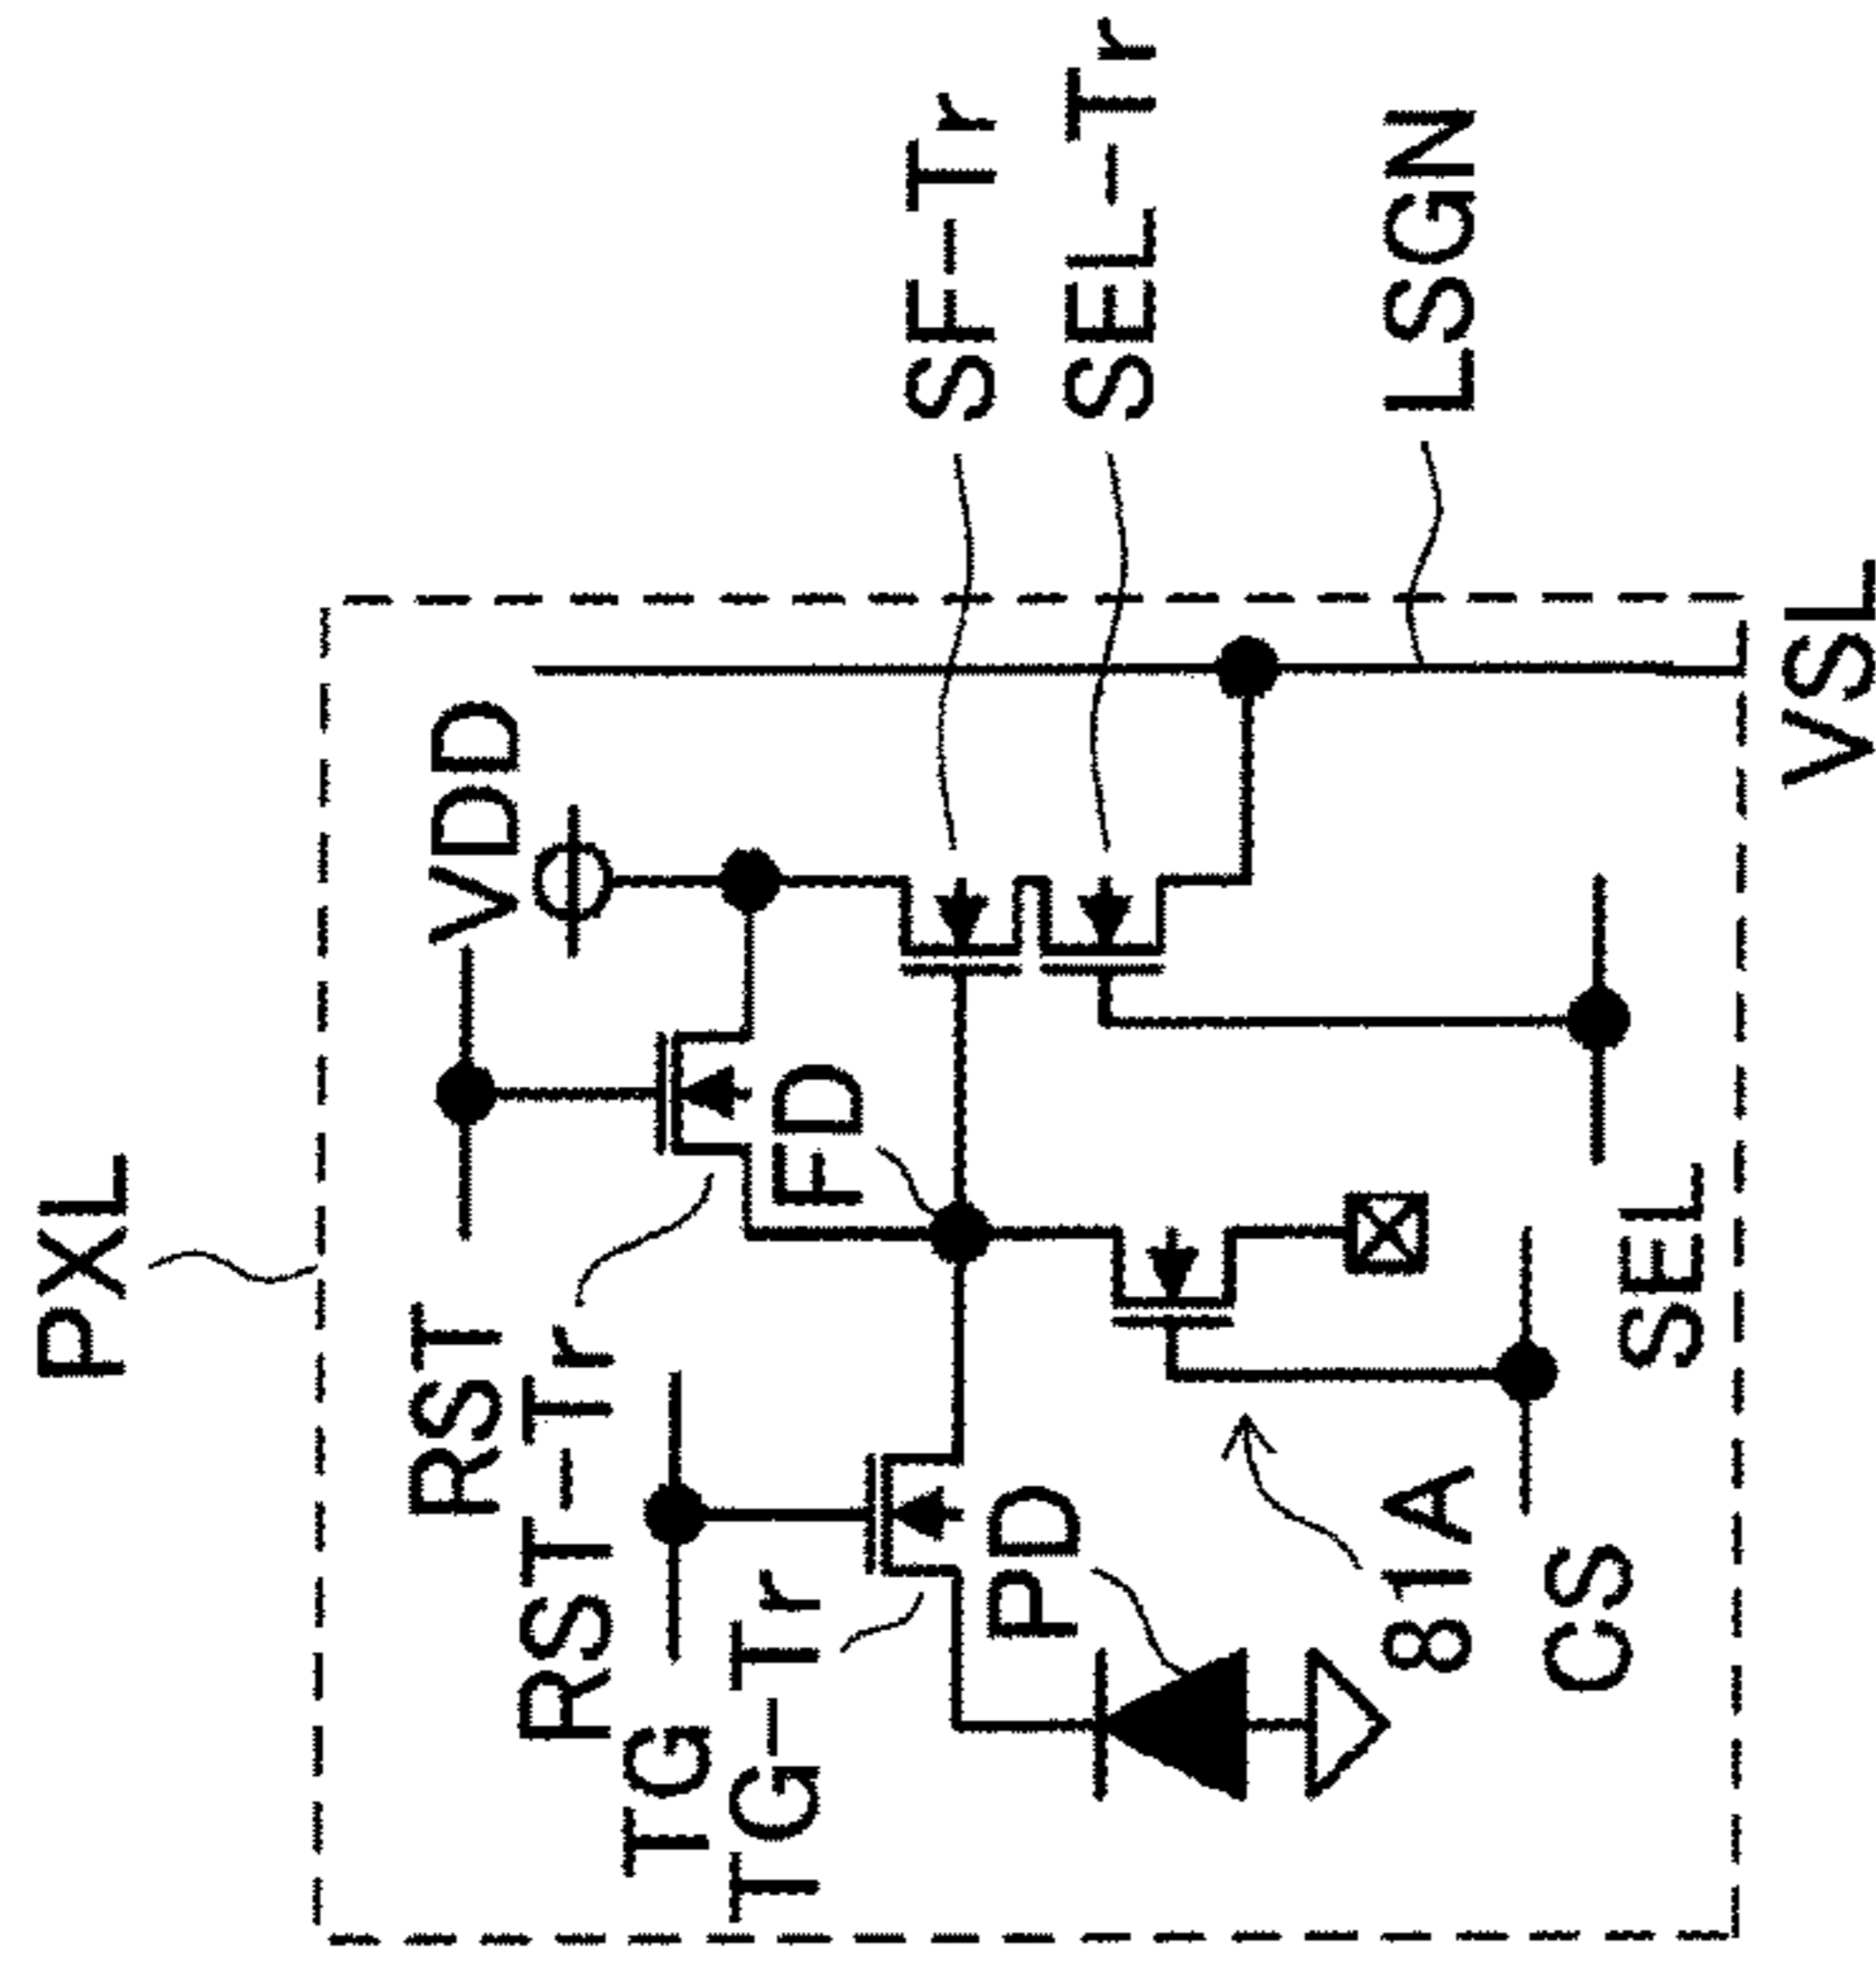 PXL
RST
VDD
RST-Tr
TG
TG-Tr
FD
SF-Tr
PD
SEL-Tr
81A
LSGN
CS
SEL
VSL